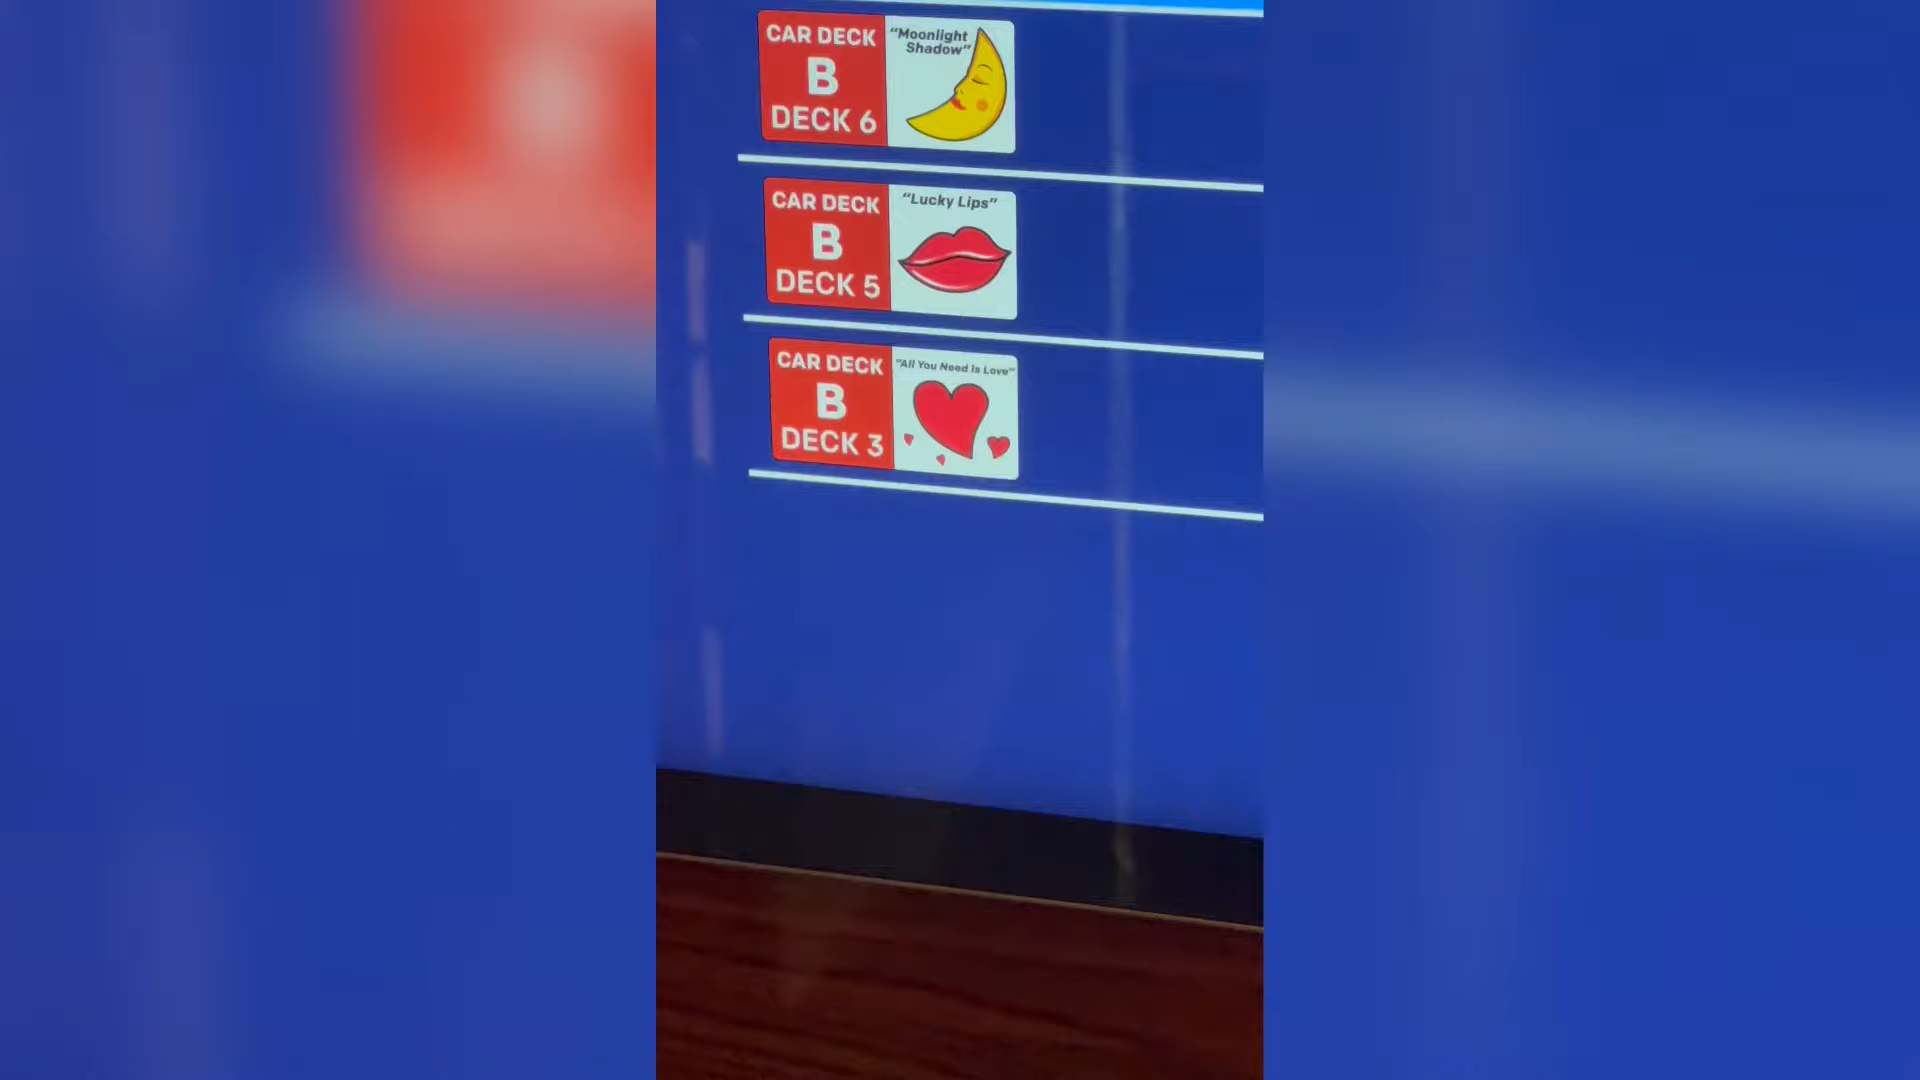 CAR DECK
B
DECK 6
“Moonlight
Shadow”
CAR DECK
B
DECK 5
“Lucky Lips”
CAR DECK
B
DECK 3
“All You Need Is Love”